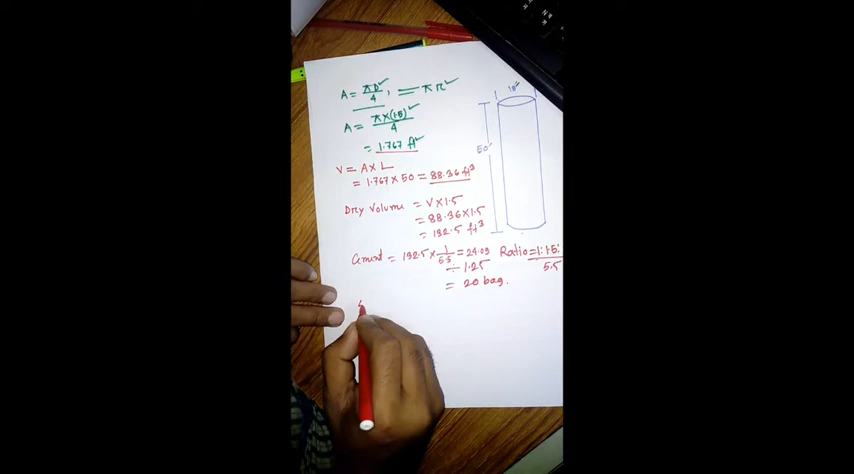 A = πD²/4, = πr²
A = π×(1.5)²/4
= 1.767 ft²
V = A×L
= 1.767×50 = 88.36 ft³
Dry Volume = V×1.5
= 88.36×1.5
= 132.5 ft³
Cement = 132.5×1/5.5 = 24.09
÷ 1.25
= 20 bag.
Ratio = 1:1.5:
5.5
18"
50'